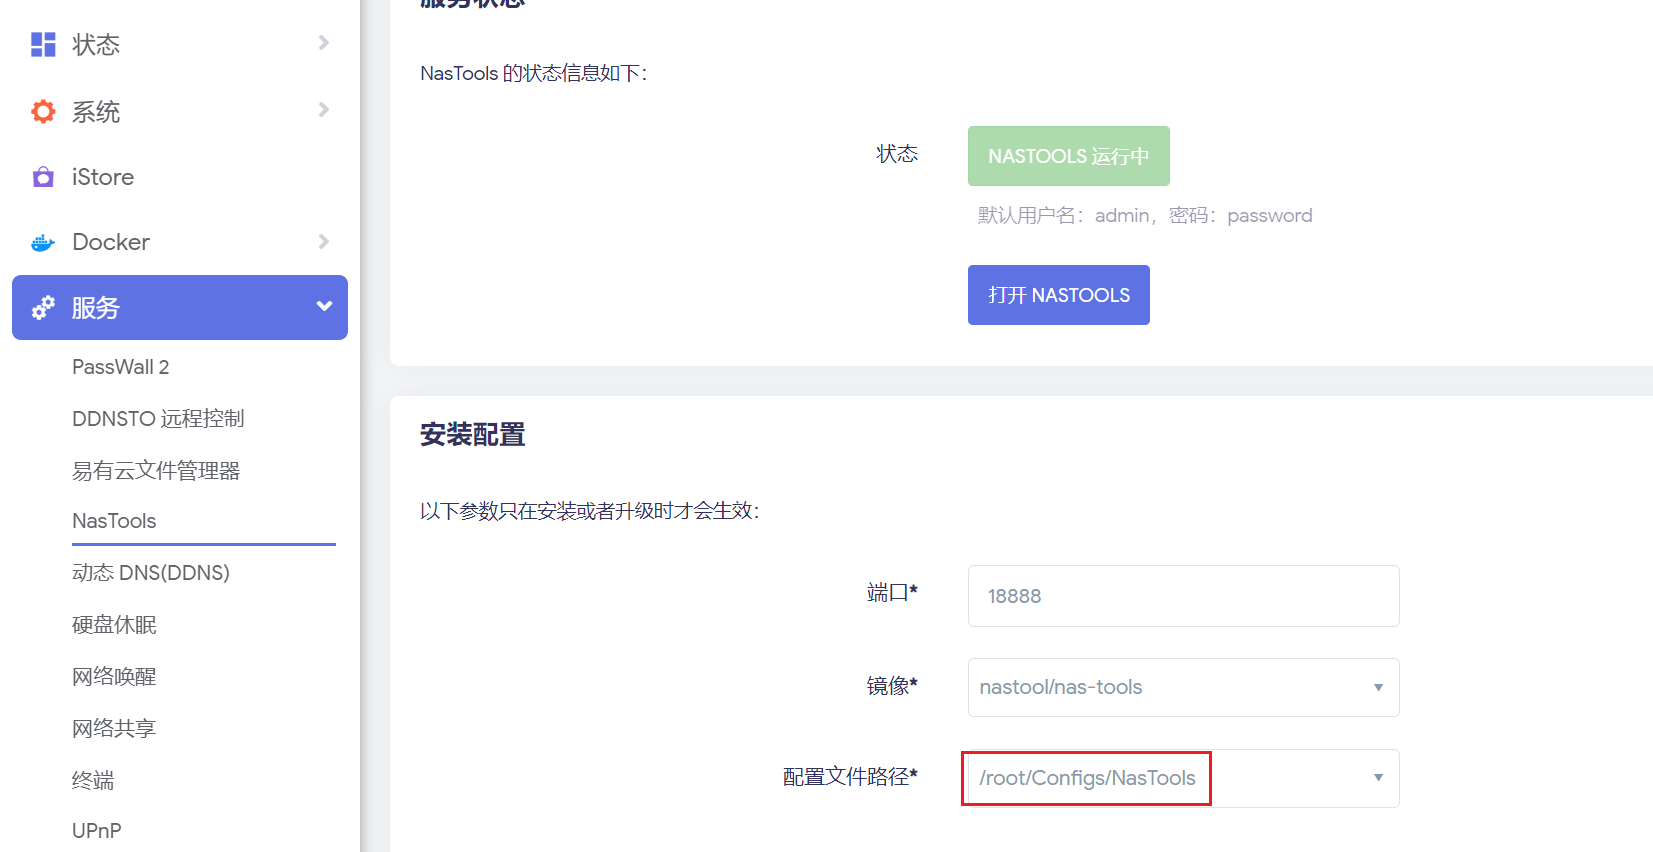 状态
系统
iStore
Docker
服务
PassWall 2
DDNSTO 远程控制
易有云文件管理器
NasTools
动态 DNS(DDNS)
硬盘休眠
网络唤醒
网络共享
终端
UPnP
服务状态
NasTools 的状态信息如下：
状态
NASTOOLS 运行中
默认用户名：admin，密码：password
打开 NASTOOLS
安装配置
以下参数只在安装或者升级时才会生效：
端口*
18888
镜像*
nastool/nas-tools
配置文件路径*
/root/Configs/NasTools